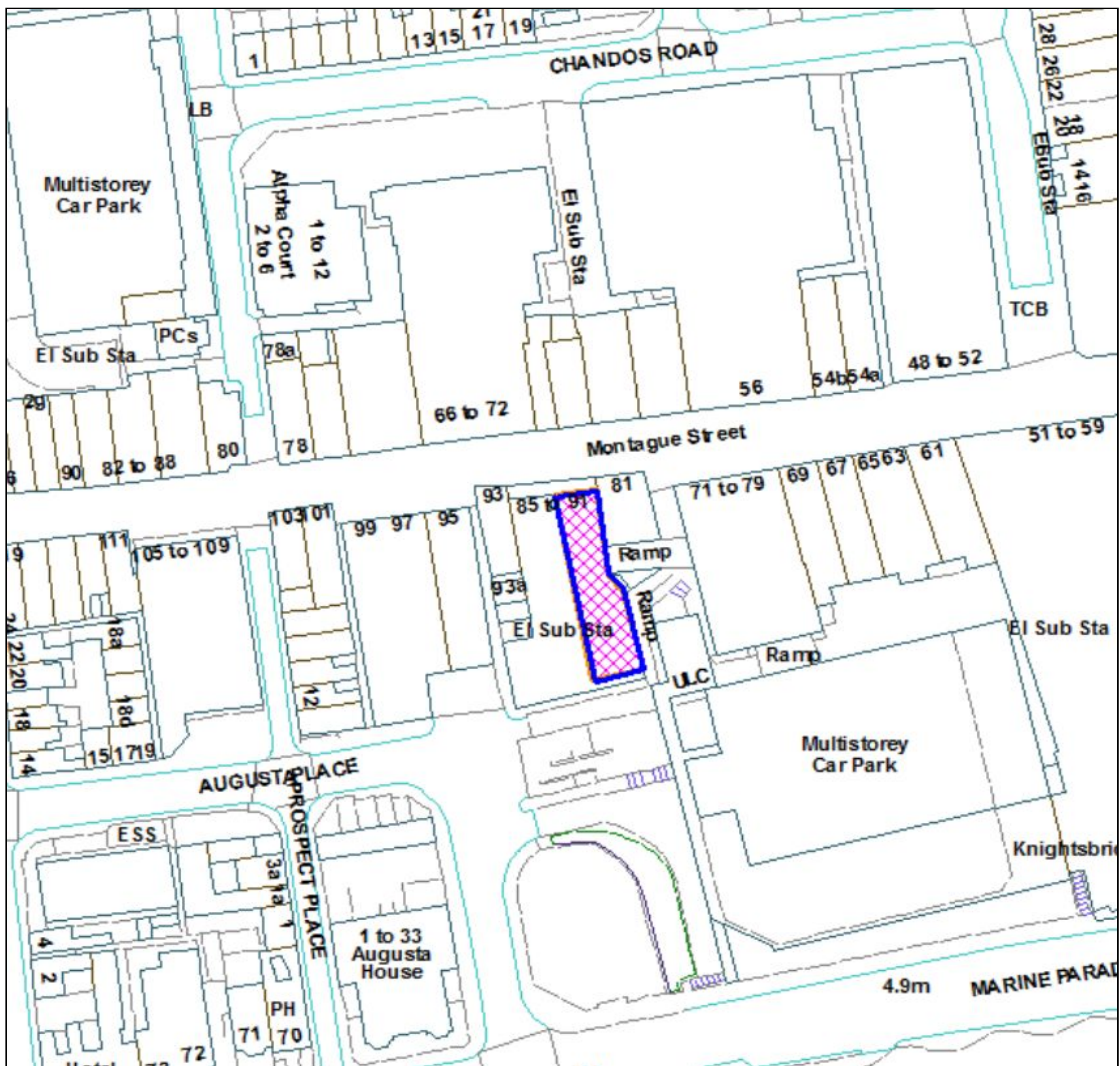 1
13 15 17 19
21
CHANDOS ROAD
28
26
22
20
18
14 16
LB
Multistorey
Car Park
Alpha Court
2 to 6
1 to 12
El Sub Sta
TCB
PCs
El Sub Sta
78a
29
90
82 to 88
80
78
66 to 72
56
54b
54a
48 to 52
Montague Street
51 to 59
93
85 to 91
81
71 to 79
69
67
65
63
61
103
101
99
97
95
111
105 to 109
93a
Ramp
Ramp
El Sub Sta
El Sub Sta
Ramp
ULC
24
22
20
18
14
18a
18d
15 17 19
12
Multistorey
Car Park
AUGUSTA PLACE
PROSPECT PLACE
ESS
3a
1a
1
4
2
1 to 33
Augusta
House
PH
71
70
72
Knightsbri
4.9m
MARINE PARAD